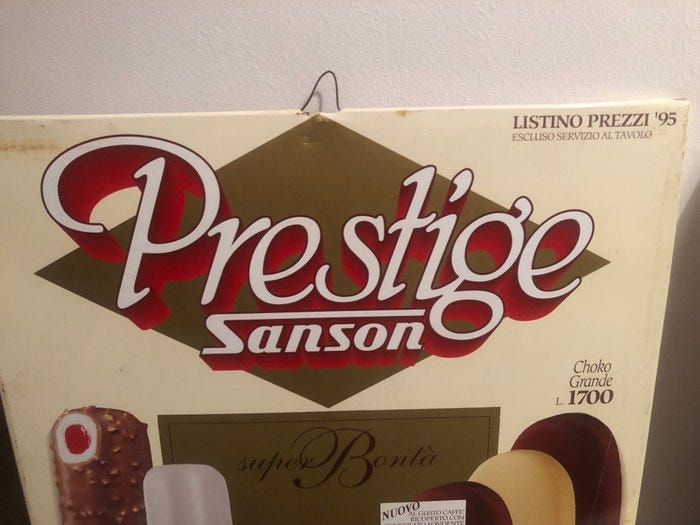 LISTINO PREZZI '95
ESCLUSO SERVIZIO AL TAVOLO
Prestige
Sanson
Choko
Grande
L. 1700
super Bontà
NUOVO
AL GUSTO CAFFE'
RICOPERTO CON